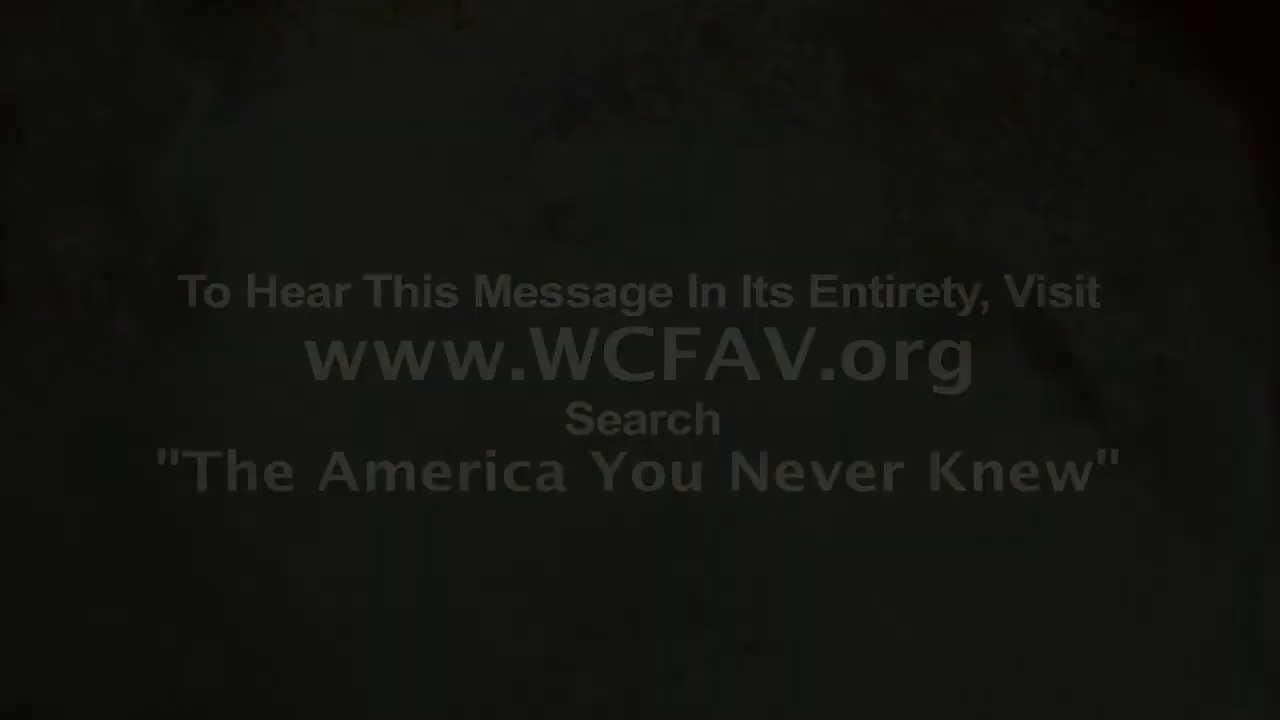 To Hear This Message In Its Entirety, Visit
www.WCFAV.org
Search
"The America You Never Knew"